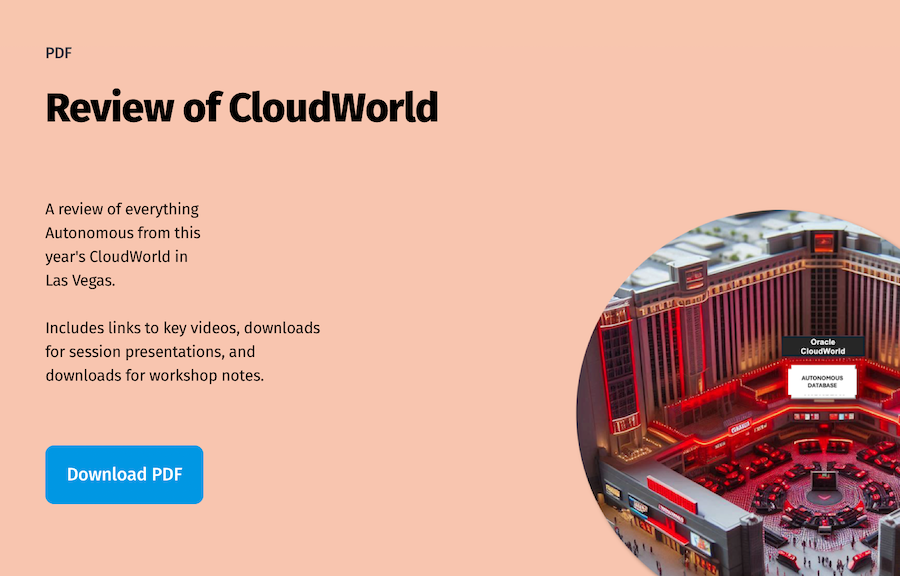 PDF
Review of CloudWorld
A review of everything
Autonomous from this
year's CloudWorld in
Las Vegas.
Includes links to key videos, downloads
for session presentations, and
downloads for workshop notes.
Download PDF
Oracle
CloudWorld
AUTONOMOUS
DATABASE